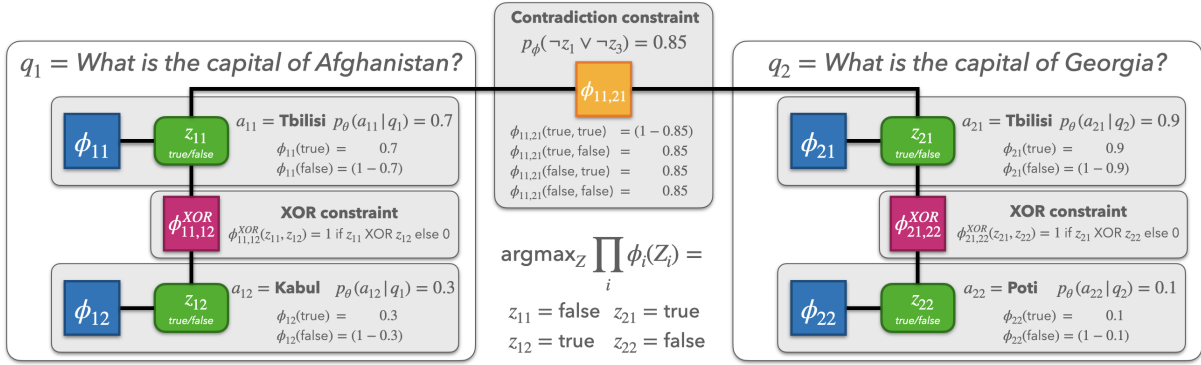 Contradiction constraint
p_ϕ(¬z₁ ∨ ¬z₃) = 0.85
ϕ₁₁,₂₁
ϕ₁₁,₂₁(true, true) = (1 − 0.85)
ϕ₁₁,₂₁(true, false) = 0.85
ϕ₁₁,₂₁(false, true) = 0.85
ϕ₁₁,₂₁(false, false) = 0.85
q₁ = What is the capital of Afghanistan?
ϕ₁₁
z₁₁
true/false
a₁₁ = Tbilisi p_θ(a₁₁|q₁) = 0.7
ϕ₁₁(true) = 0.7
ϕ₁₁(false) = (1 − 0.7)
ϕ^XOR_11,12
XOR constraint
ϕ^XOR_11,12(z₁₁, z₁₂) = 1 if z₁₁ XOR z₁₂ else 0
ϕ₁₂
z₁₂
true/false
a₁₂ = Kabul p_θ(a₁₂|q₁) = 0.3
ϕ₁₂(true) = 0.3
ϕ₁₂(false) = (1 − 0.3)
argmax_Z ∏_i ϕ_i(Z_i) =
z₁₁ = false z₂₁ = true
z₁₂ = true z₂₂ = false
q₂ = What is the capital of Georgia?
ϕ₂₁
z₂₁
true/false
a₂₁ = Tbilisi p_θ(a₂₁|q₂) = 0.9
ϕ₂₁(true) = 0.9
ϕ₂₁(false) = (1 − 0.9)
ϕ^XOR_21,22
XOR constraint
ϕ^XOR_21,22(z₂₁, z₂₂) = 1 if z₂₁ XOR z₂₂ else 0
ϕ₂₂
z₂₂
true/false
a₂₂ = Poti p_θ(a₂₂|q₂) = 0.1
ϕ₂₂(true) = 0.1
ϕ₂₂(false) = (1 − 0.1)